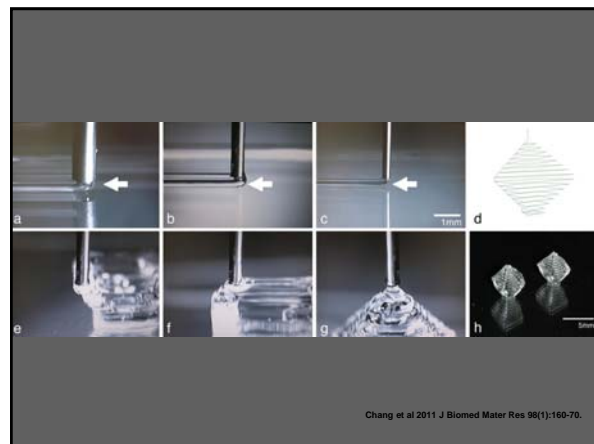 a
b
c
1mm
d
e
f
g
h
5mm
Chang et al 2011 J Biomed Mater Res 98(1):160-70.